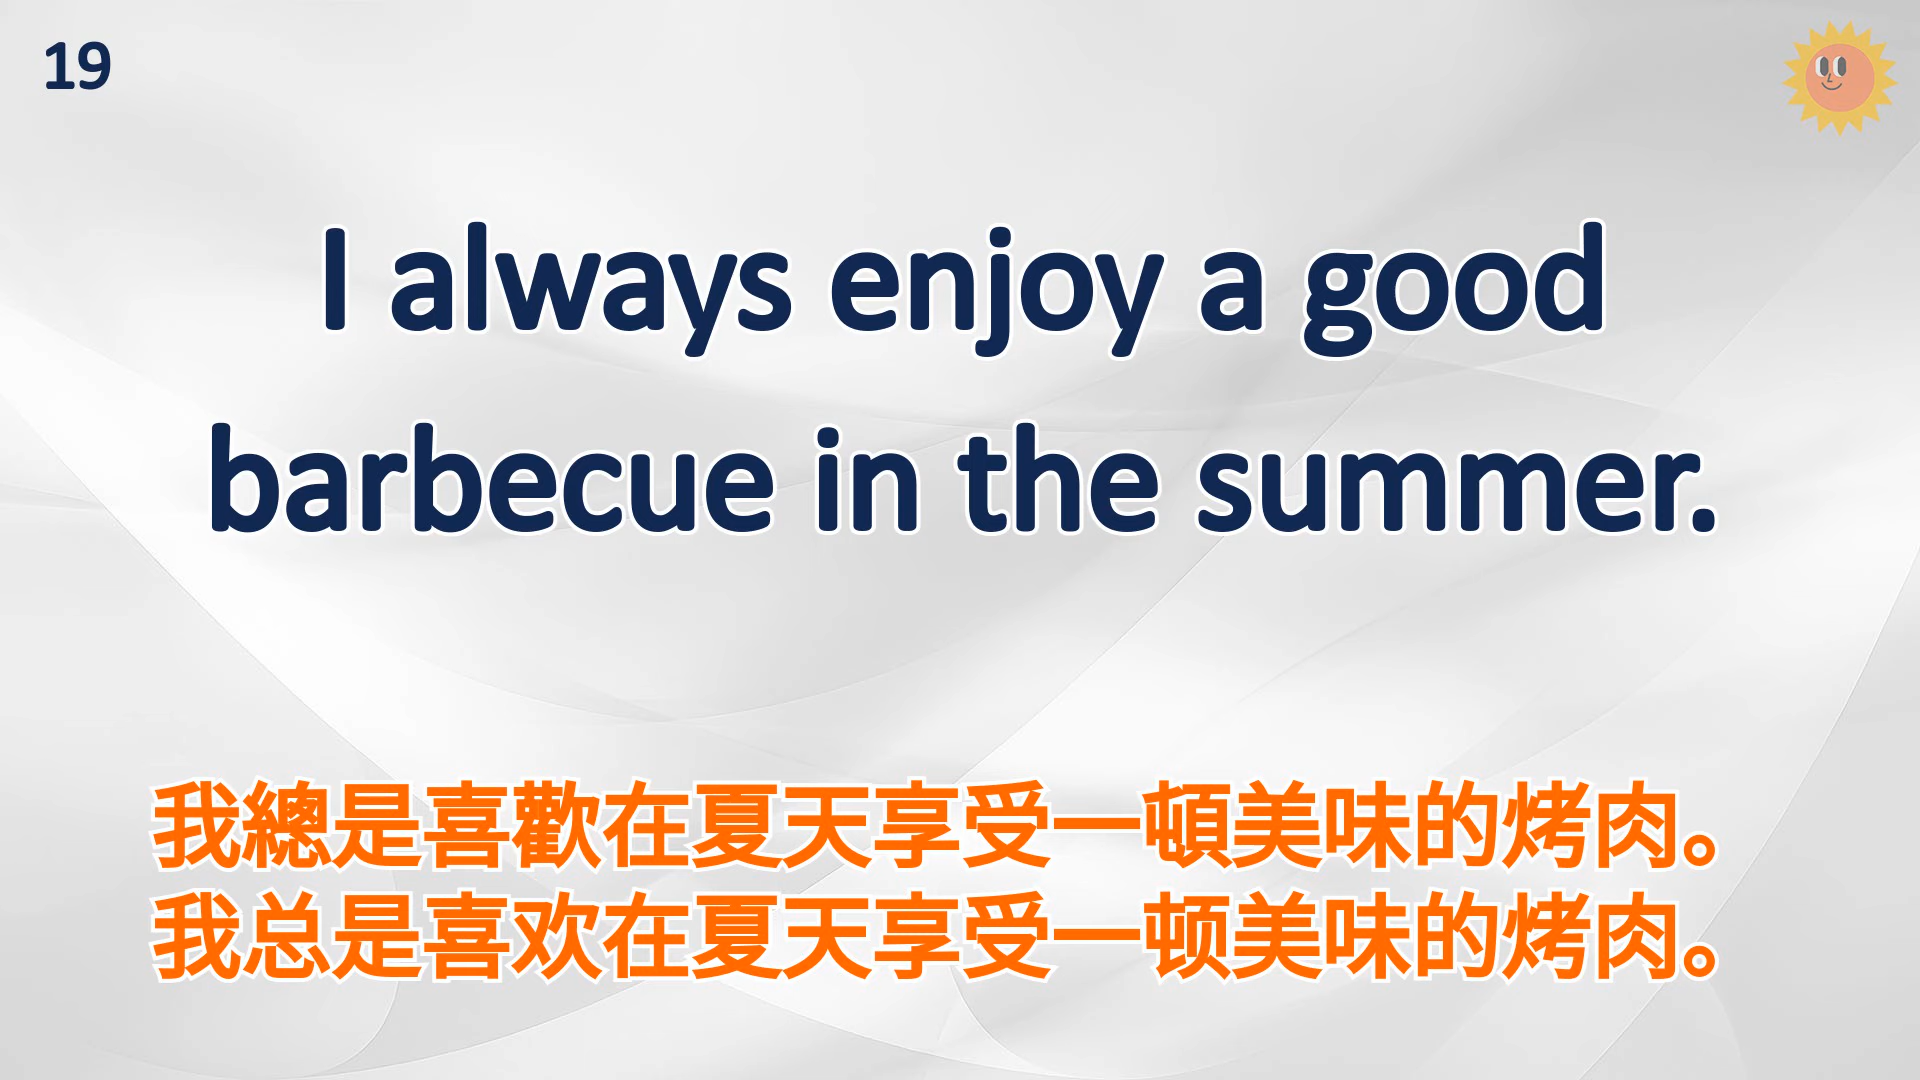 19
I always enjoy a good
barbecue in the summer.
我總是喜歡在夏天享受一頓美味的烤肉。
我总是喜欢在夏天享受一顿美味的烤肉。